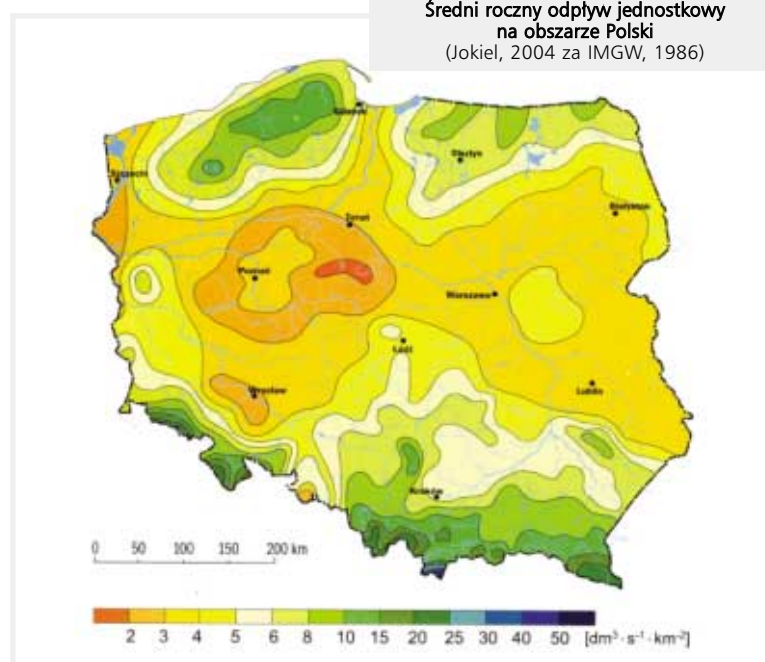 Średni roczny odpływ jednostkowy
na obszarze Polski
(Jokiel, 2004 za IMGW, 1986)
Gdańsk
Olsztyn
Szczecin
Białystok
Toruń
Poznań
Warszawa
Łódź
Wrocław
Lublin
Kraków
0 50 100 150 200 km
2 3 4 5 6 8 10 15 20 25 30 40 50 [dm³·s⁻¹·km⁻²]